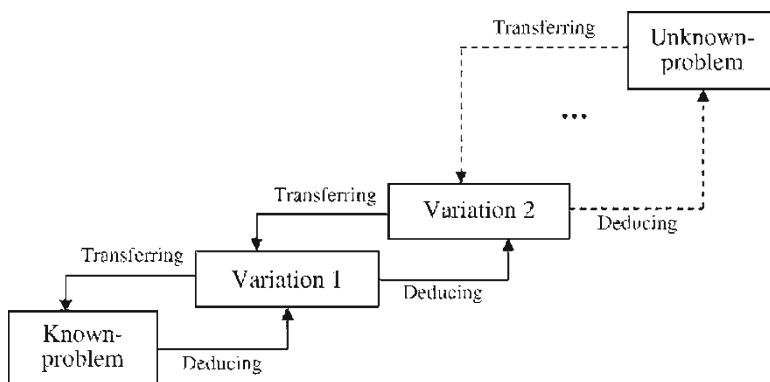 Transferring
Unknown-
problem
...
Transferring
Variation 2
Deducing
Transferring
Variation 1
Deducing
Known-
problem
Deducing